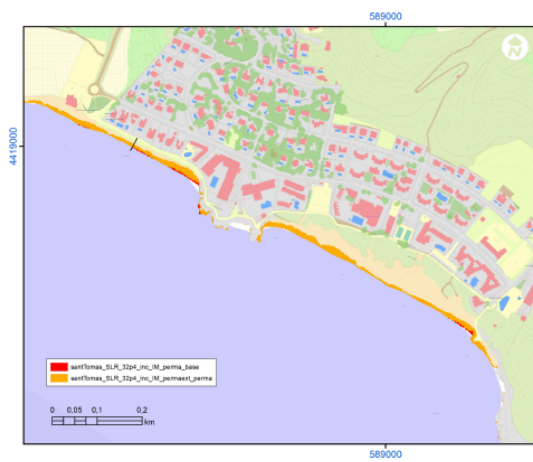 589000
N
4419000
santTomas_SLR_32p4_inc_IM_perma_base
santTomas_SLR_32p4_inc_IM_permaext_perma
0 0,05 0,1 0,2
km
589000